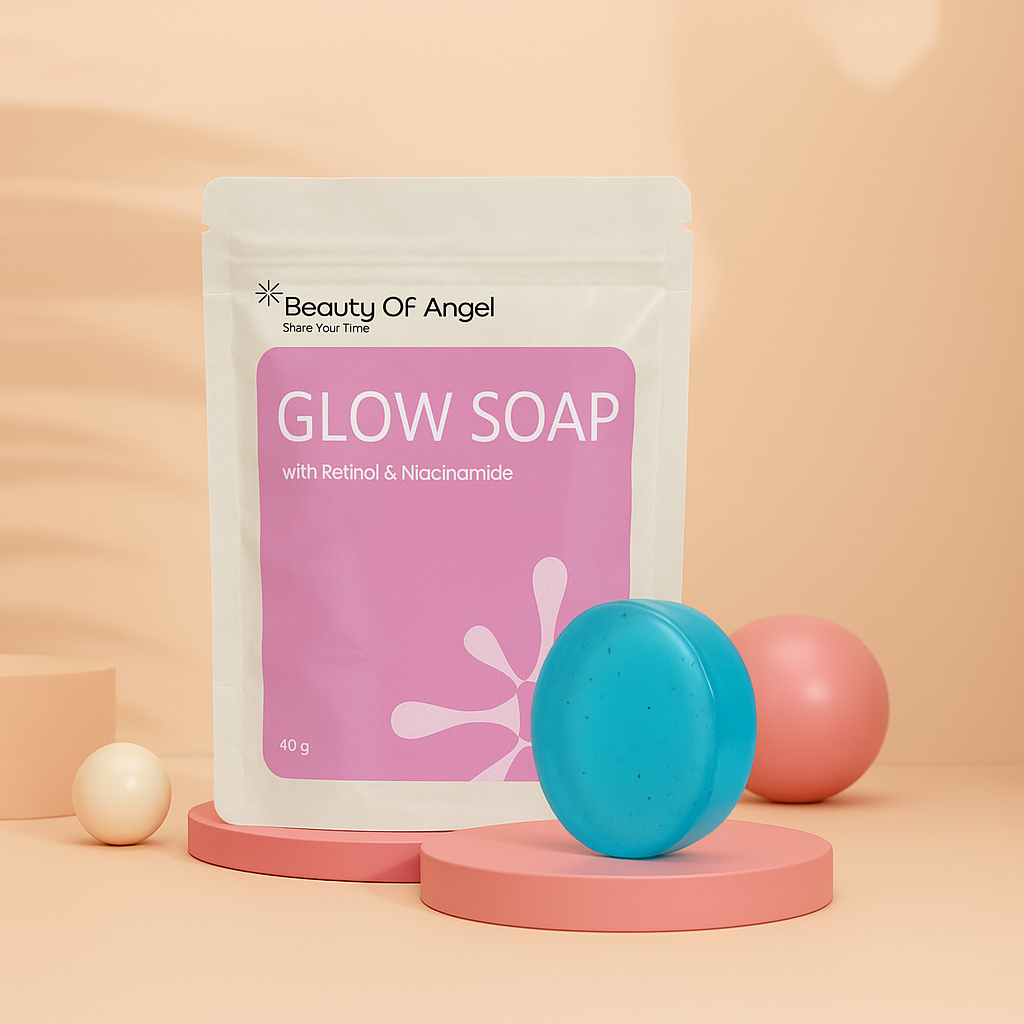 Beauty Of Angel
Share Your Time
GLOW SOAP
with Retinol & Niacinamide
40 g